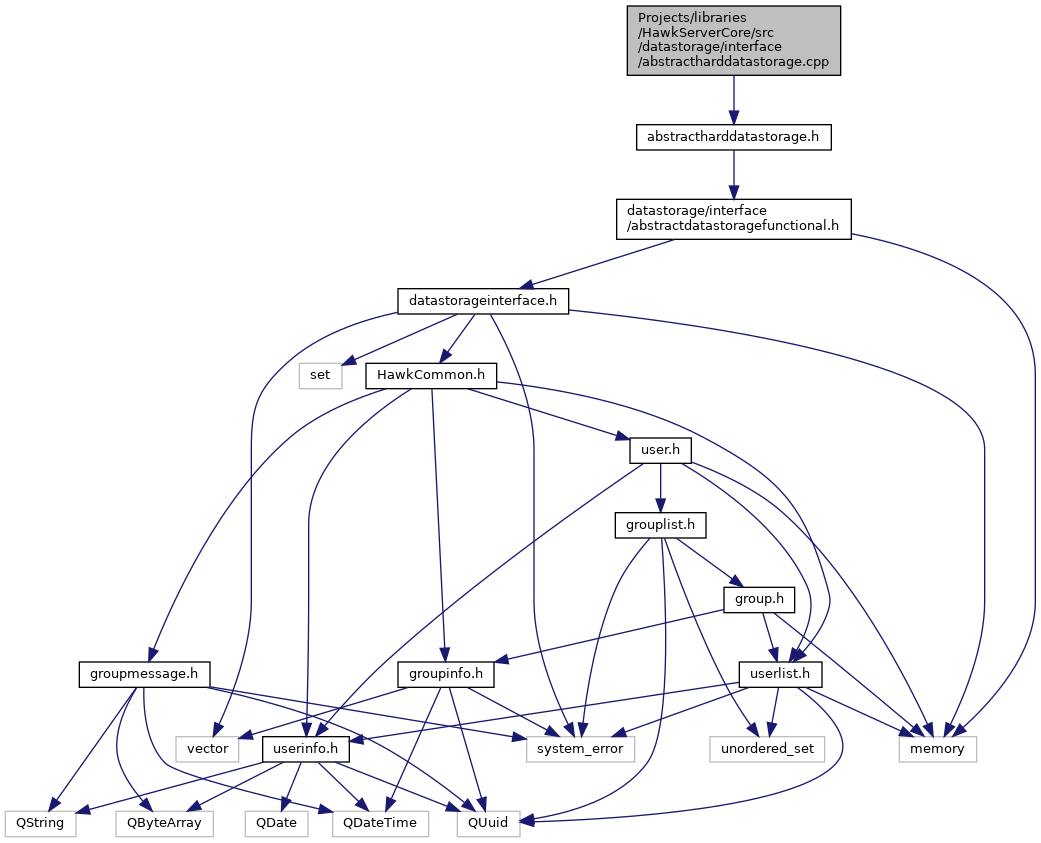 Projects/libraries
/HawkServerCore/src
/datastorage/interface
/abstractharddatastorage.cpp
abstractharddatastorage.h
datastorage/interface
/abstractdatastoragefunctional.h
datastorageinterface.h
set
HawkCommon.h
user.h
grouplist.h
group.h
groupmessage.h
groupinfo.h
userlist.h
vector
userinfo.h
system_error
unordered_set
memory
QString
QByteArray
QDate
QDateTime
QUuid